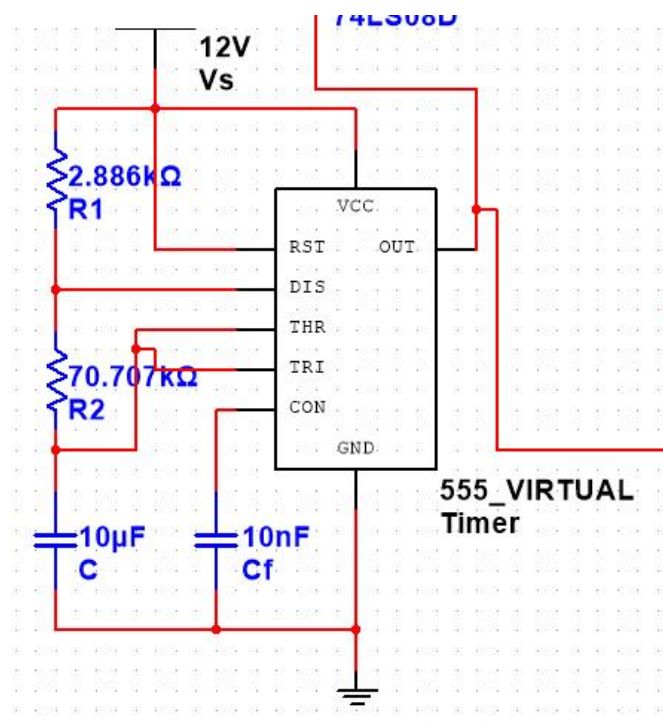 74LS08D
12V
Vs
2.886kΩ
R1
VCC
RST
OUT
DIS
THR
TRI
70.707kΩ
R2
CON
GND
555_VIRTUAL
Timer
10µF
C
10nF
Cf